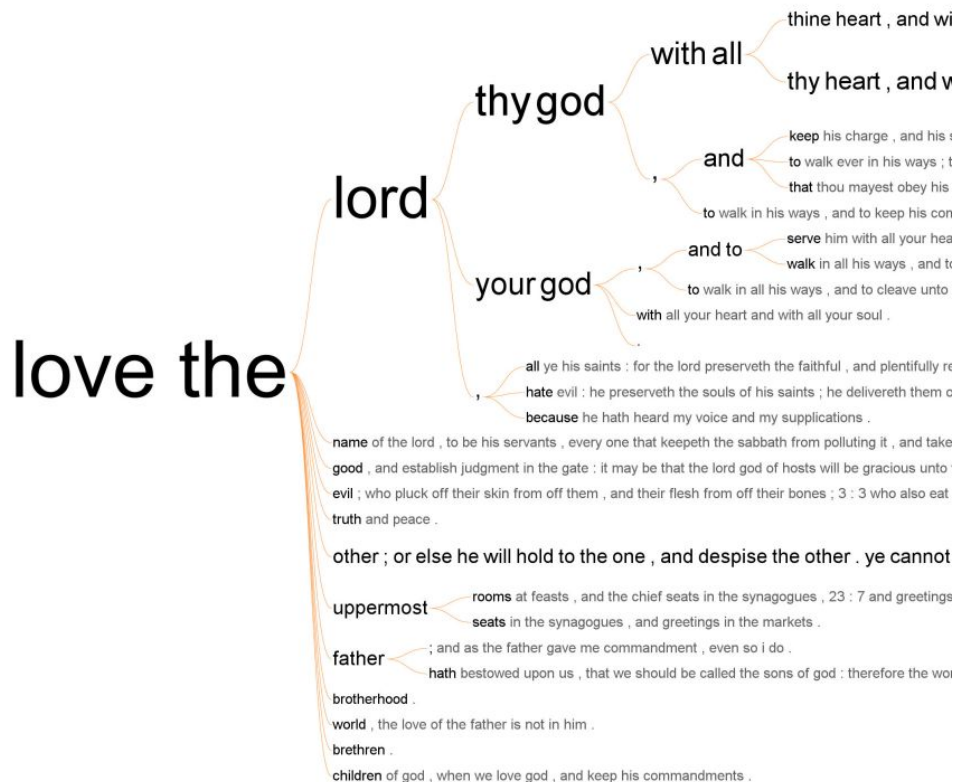 thine heart , and wi
with all
thy heart , and w
thy god
keep his charge , and his s
and
to walk ever in his ways ; t
,
that thou mayest obey his
lord
to walk in his ways , and to keep his com
serve him with all your hea
and to
,
walk in all his ways , and to
your god
to walk in all his ways , and to cleave unto
with all your heart and with all your soul .
.
love the
all ye his saints : for the lord preserveth the faithful , and plentifully re
,
hate evil : he preserveth the souls of his saints ; he delivereth them o
because he hath heard my voice and my supplications .
name of the lord , to be his servants , every one that keepeth the sabbath from polluting it , and take
good , and establish judgment in the gate : it may be that the lord god of hosts will be gracious unto
evil ; who pluck off their skin from off them , and their flesh from off their bones ; 3 : 3 who also eat
truth and peace .
other ; or else he will hold to the one , and despise the other . ye cannot
rooms at feasts , and the chief seats in the synagogues , 23 : 7 and greetings
uppermost
seats in the synagogues , and greetings in the markets .
; and as the father gave me commandment , even so i do .
father
hath bestowed upon us , that we should be called the sons of god : therefore the wor
brotherhood .
world , the love of the father is not in him .
brethren .
children of god , when we love god , and keep his commandments .